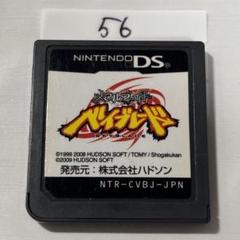 56
NINTENDO DS
メタルファイト
ベイブレード
©1999 2009 HUDSON SOFT / TOMY / Shogakukan
©2009 HUDSON SOFT
発売元：株式会社ハドソン
NTR-CVBJ-JPN